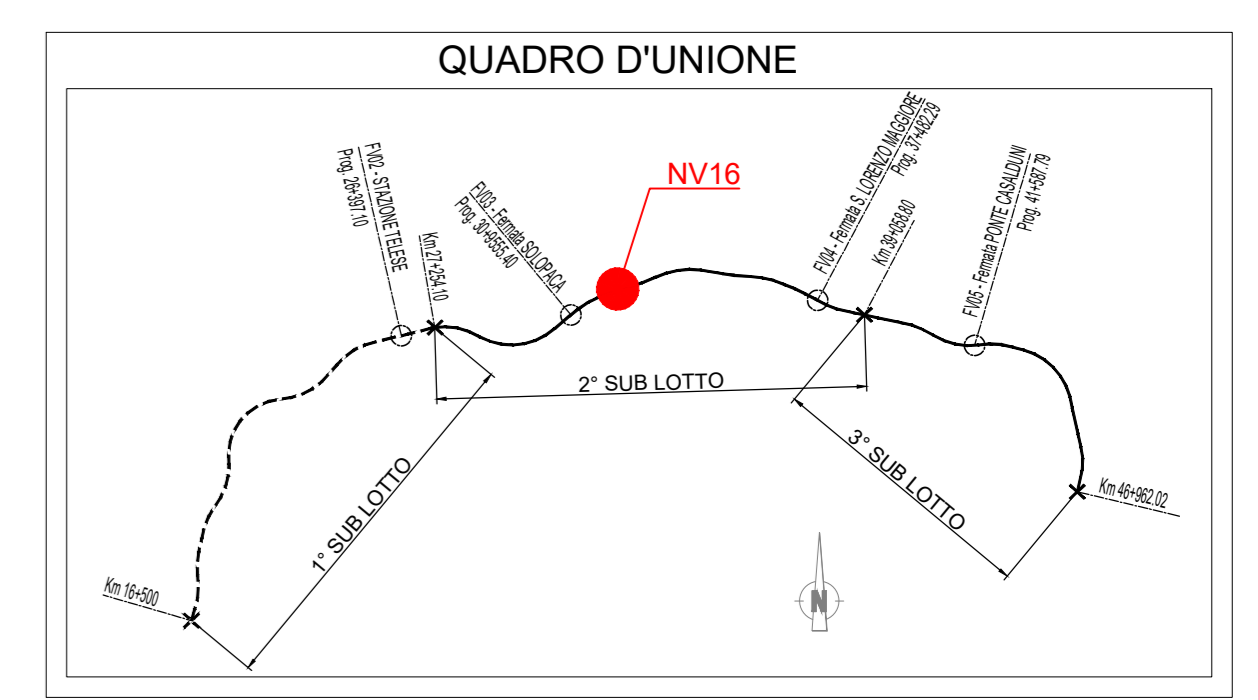 QUADRO D'UNIONE
FV02 - STAZIONE TELESE
Prog. 26+397.10
Km 27+254.10
FV03 - Fermata SOLOPACA
Prog. 30+9555.40
NV16
FV04 - Fermata S. LORENZO MAGGIORE
Prog. 37+482.29
Km 39+068.80
FV05 - Fermata PONTE CASALDUNI
Prog. 41+587.79
2° SUB LOTTO
1° SUB LOTTO
3° SUB LOTTO
Km 46+962.02
Km 16+500
N